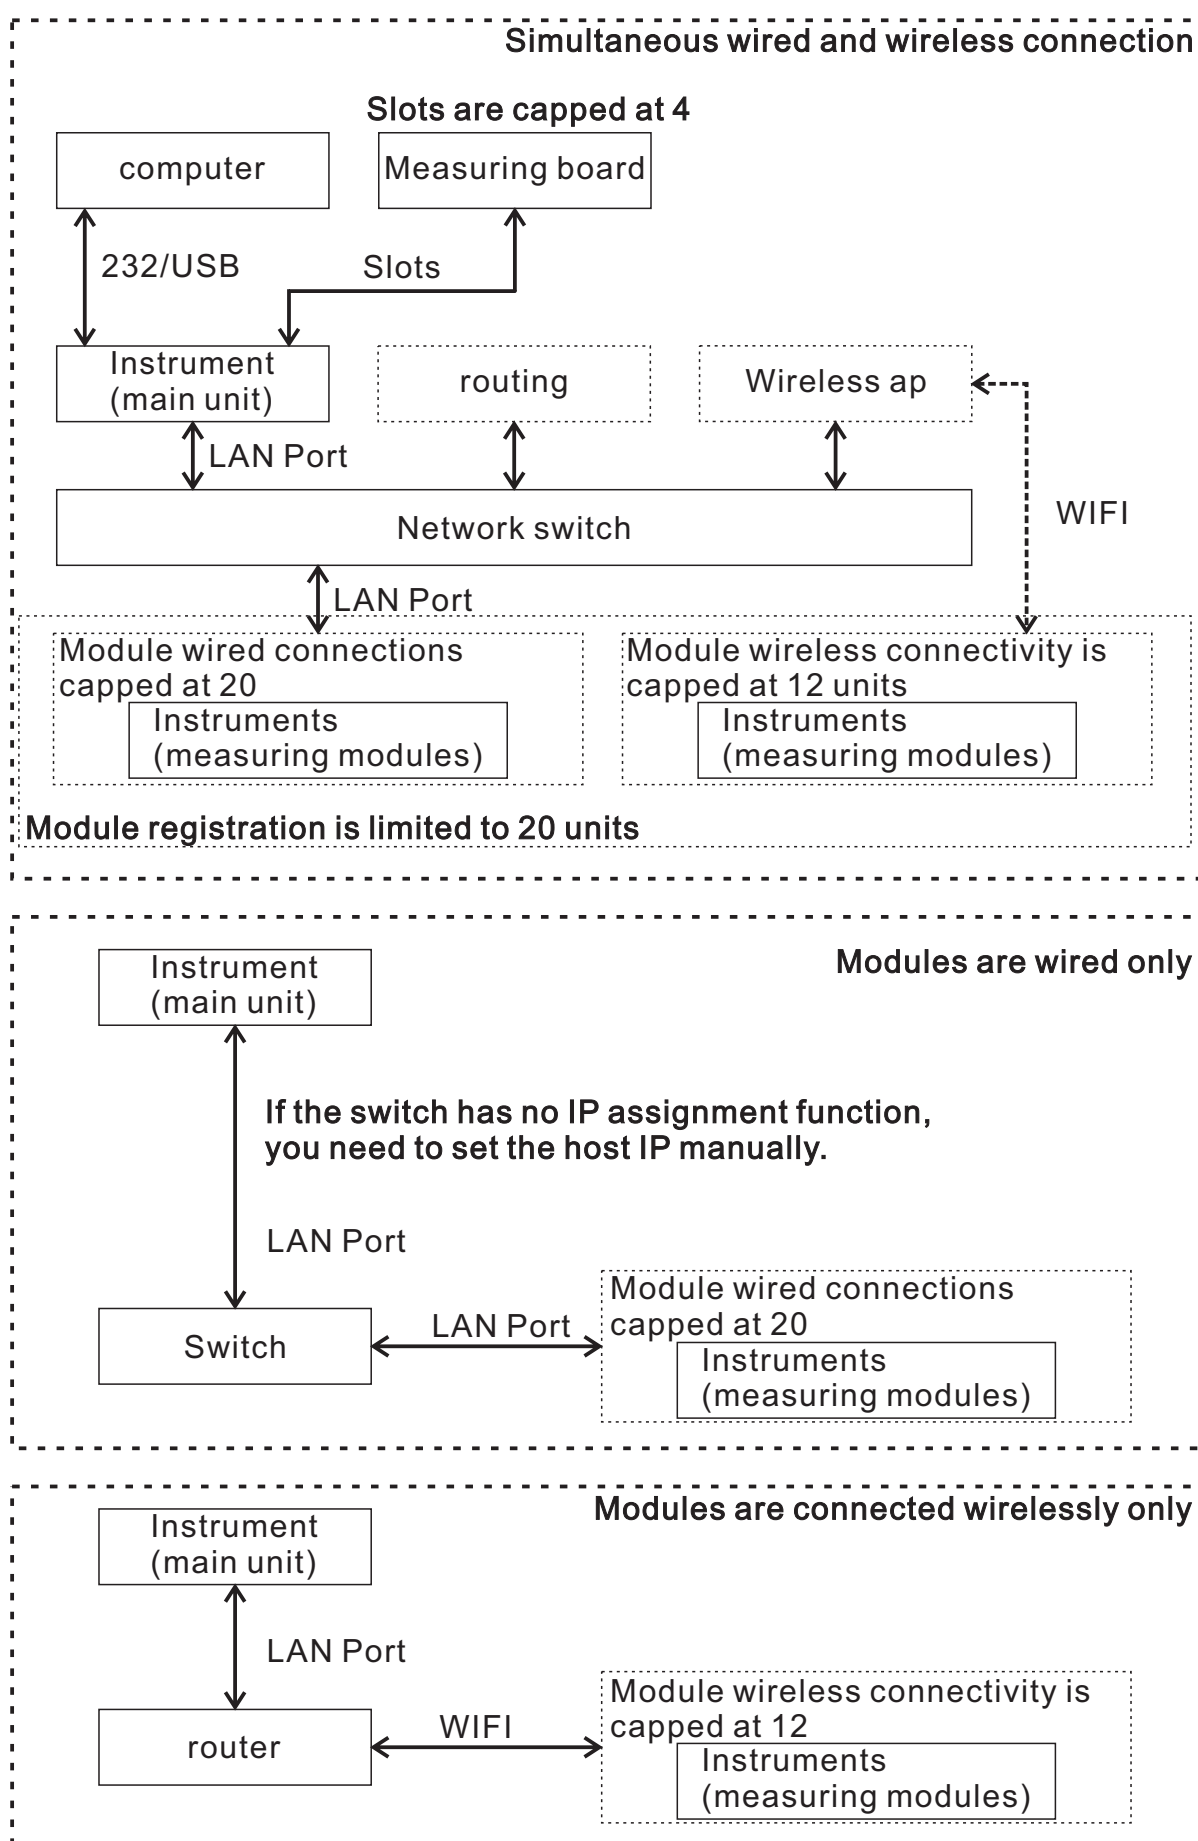 Simultaneous wired and wireless connection
Slots are capped at 4
computer
Measuring board
232/USB
Slots
Instrument
(main unit)
routing
Wireless ap
LAN Port
Network switch
WIFI
LAN Port
Module wired connections
capped at 20
Instruments
(measuring modules)
Module wireless connectivity is
capped at 12 units
Instruments
(measuring modules)
Module registration is limited to 20 units
Modules are wired only
Instrument
(main unit)
If the switch has no IP assignment function,
you need to set the host IP manually.
LAN Port
Switch
LAN Port
Module wired connections
capped at 20
Instruments
(measuring modules)
Modules are connected wirelessly only
Instrument
(main unit)
LAN Port
router
WIFI
Module wireless connectivity is
capped at 12
Instruments
(measuring modules)